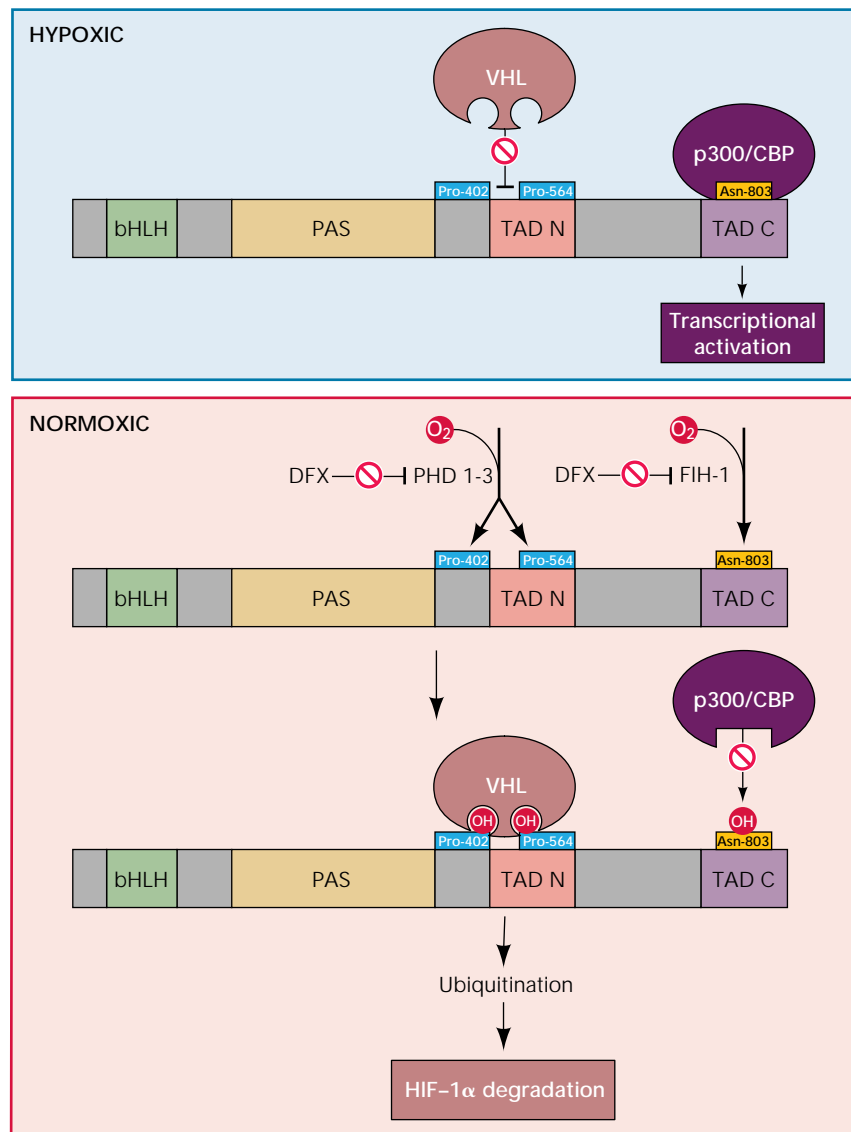 HYPOXIC
VHL
p300/CBP
Pro-402
Pro-564
Asn-803
bHLH
PAS
TAD N
TAD C
Transcriptional
activation
NORMOXIC
O2
O2
DFX
PHD 1-3
DFX
FIH-1
Pro-402
Pro-564
Asn-803
bHLH
PAS
TAD N
TAD C
p300/CBP
VHL
OH
OH
OH
Pro-402
Pro-564
Asn-803
bHLH
PAS
TAD N
TAD C
Ubiquitination
HIF–1α degradation